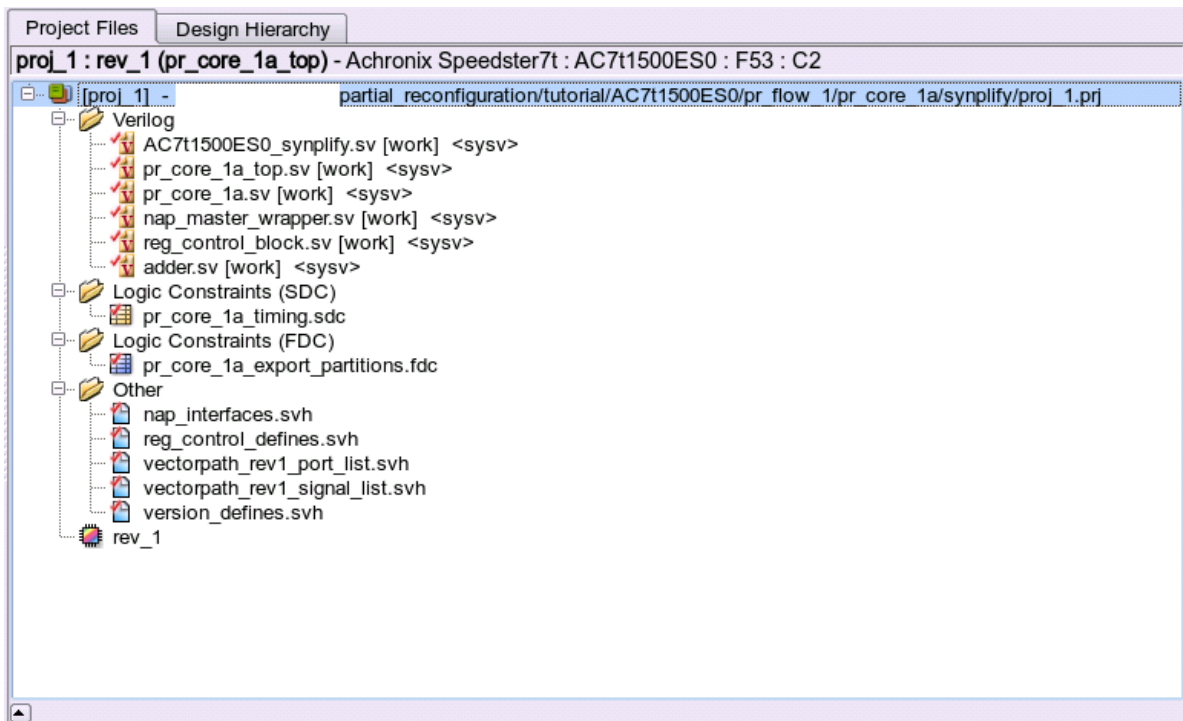 Project Files Design Hierarchy
proj_1 : rev_1 (pr_core_1a_top) - Achronix Speedster7t : AC7t1500ES0 : F53 : C2
[proj_1] - partial_reconfiguration/tutorial/AC7t1500ES0/pr_flow_1/pr_core_1a/synplify/proj_1.prj
Verilog
AC7t1500ES0_synplify.sv [work] <sysv>
pr_core_1a_top.sv [work] <sysv>
pr_core_1a.sv [work] <sysv>
nap_master_wrapper.sv [work] <sysv>
reg_control_block.sv [work] <sysv>
adder.sv [work] <sysv>
Logic Constraints (SDC)
pr_core_1a_timing.sdc
Logic Constraints (FDC)
pr_core_1a_export_partitions.fdc
Other
nap_interfaces.svh
reg_control_defines.svh
vectorpath_rev1_port_list.svh
vectorpath_rev1_signal_list.svh
version_defines.svh
rev_1